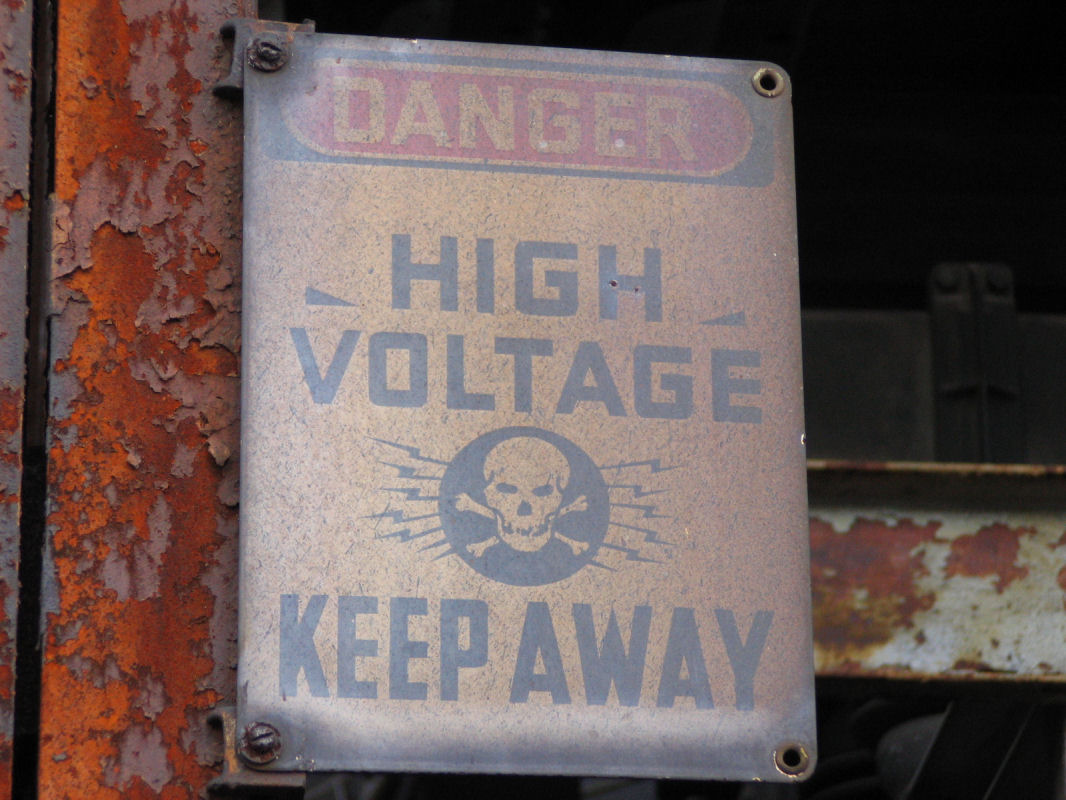 DANGER
HIGH
VOLTAGE
KEEP AWAY